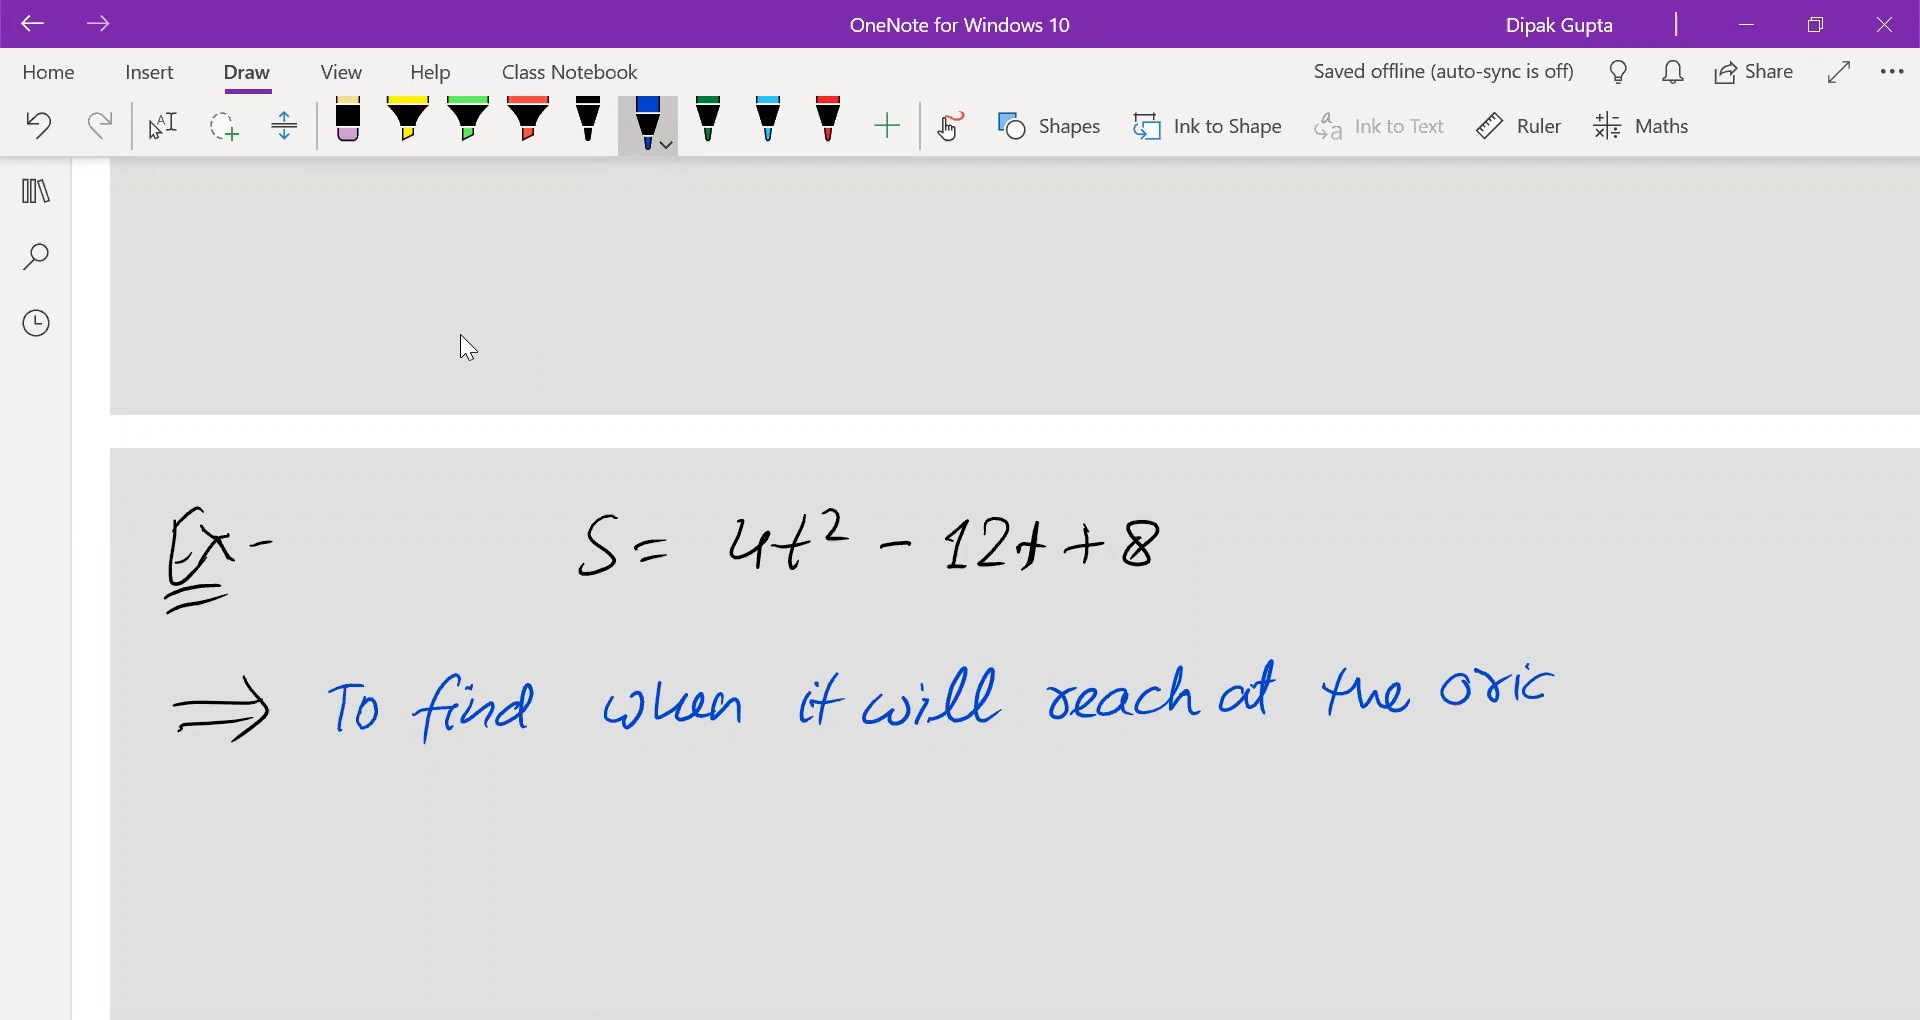 OneNote for Windows 10
Dipak Gupta
Home Insert Draw View Help Class Notebook
Saved offline (auto-sync is off) Share
Shapes Ink to Shape Ink to Text Ruler Maths
Ex- S = 4t² - 12t + 8
⇒ To find when it will reach at the oric